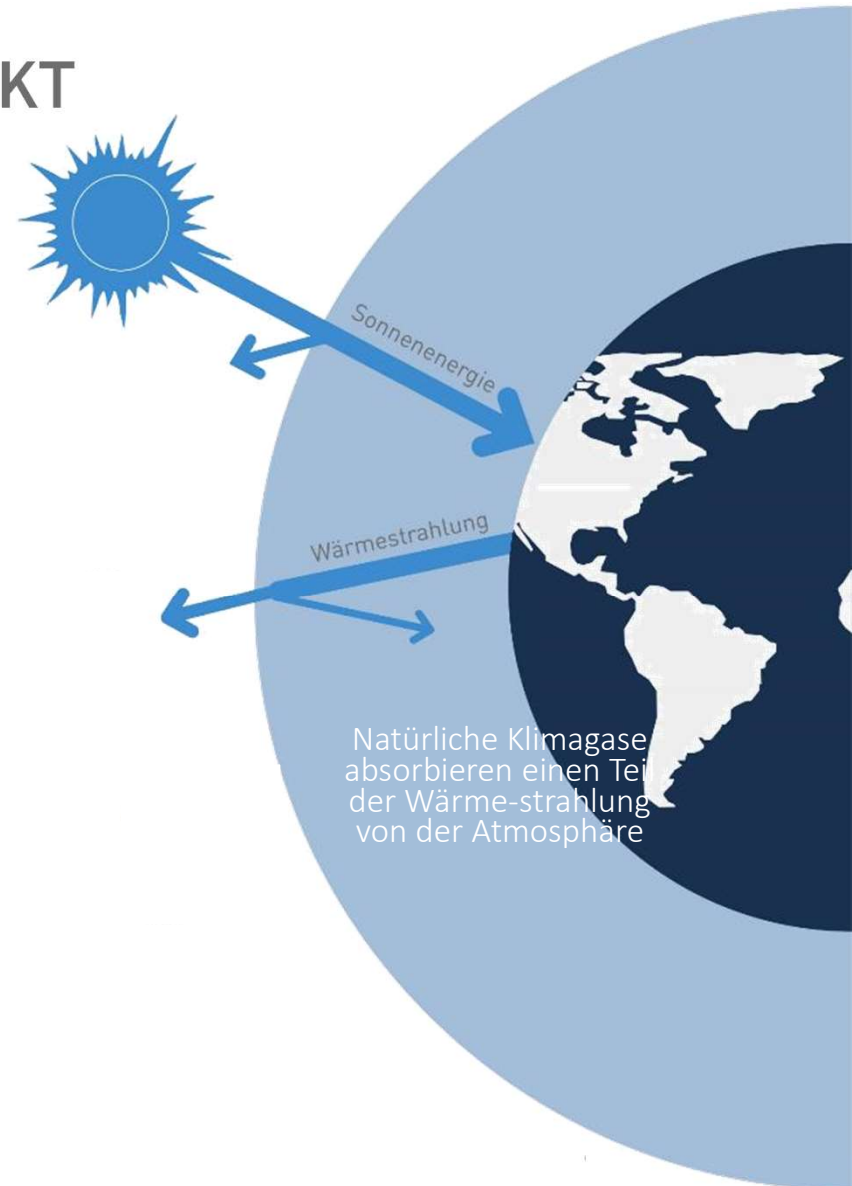 KT
Sonnenenergie
Wärmestrahlung
Natürliche Klimagase
absorbieren einen Teil
der Wärme-strahlung
von der Atmosphäre